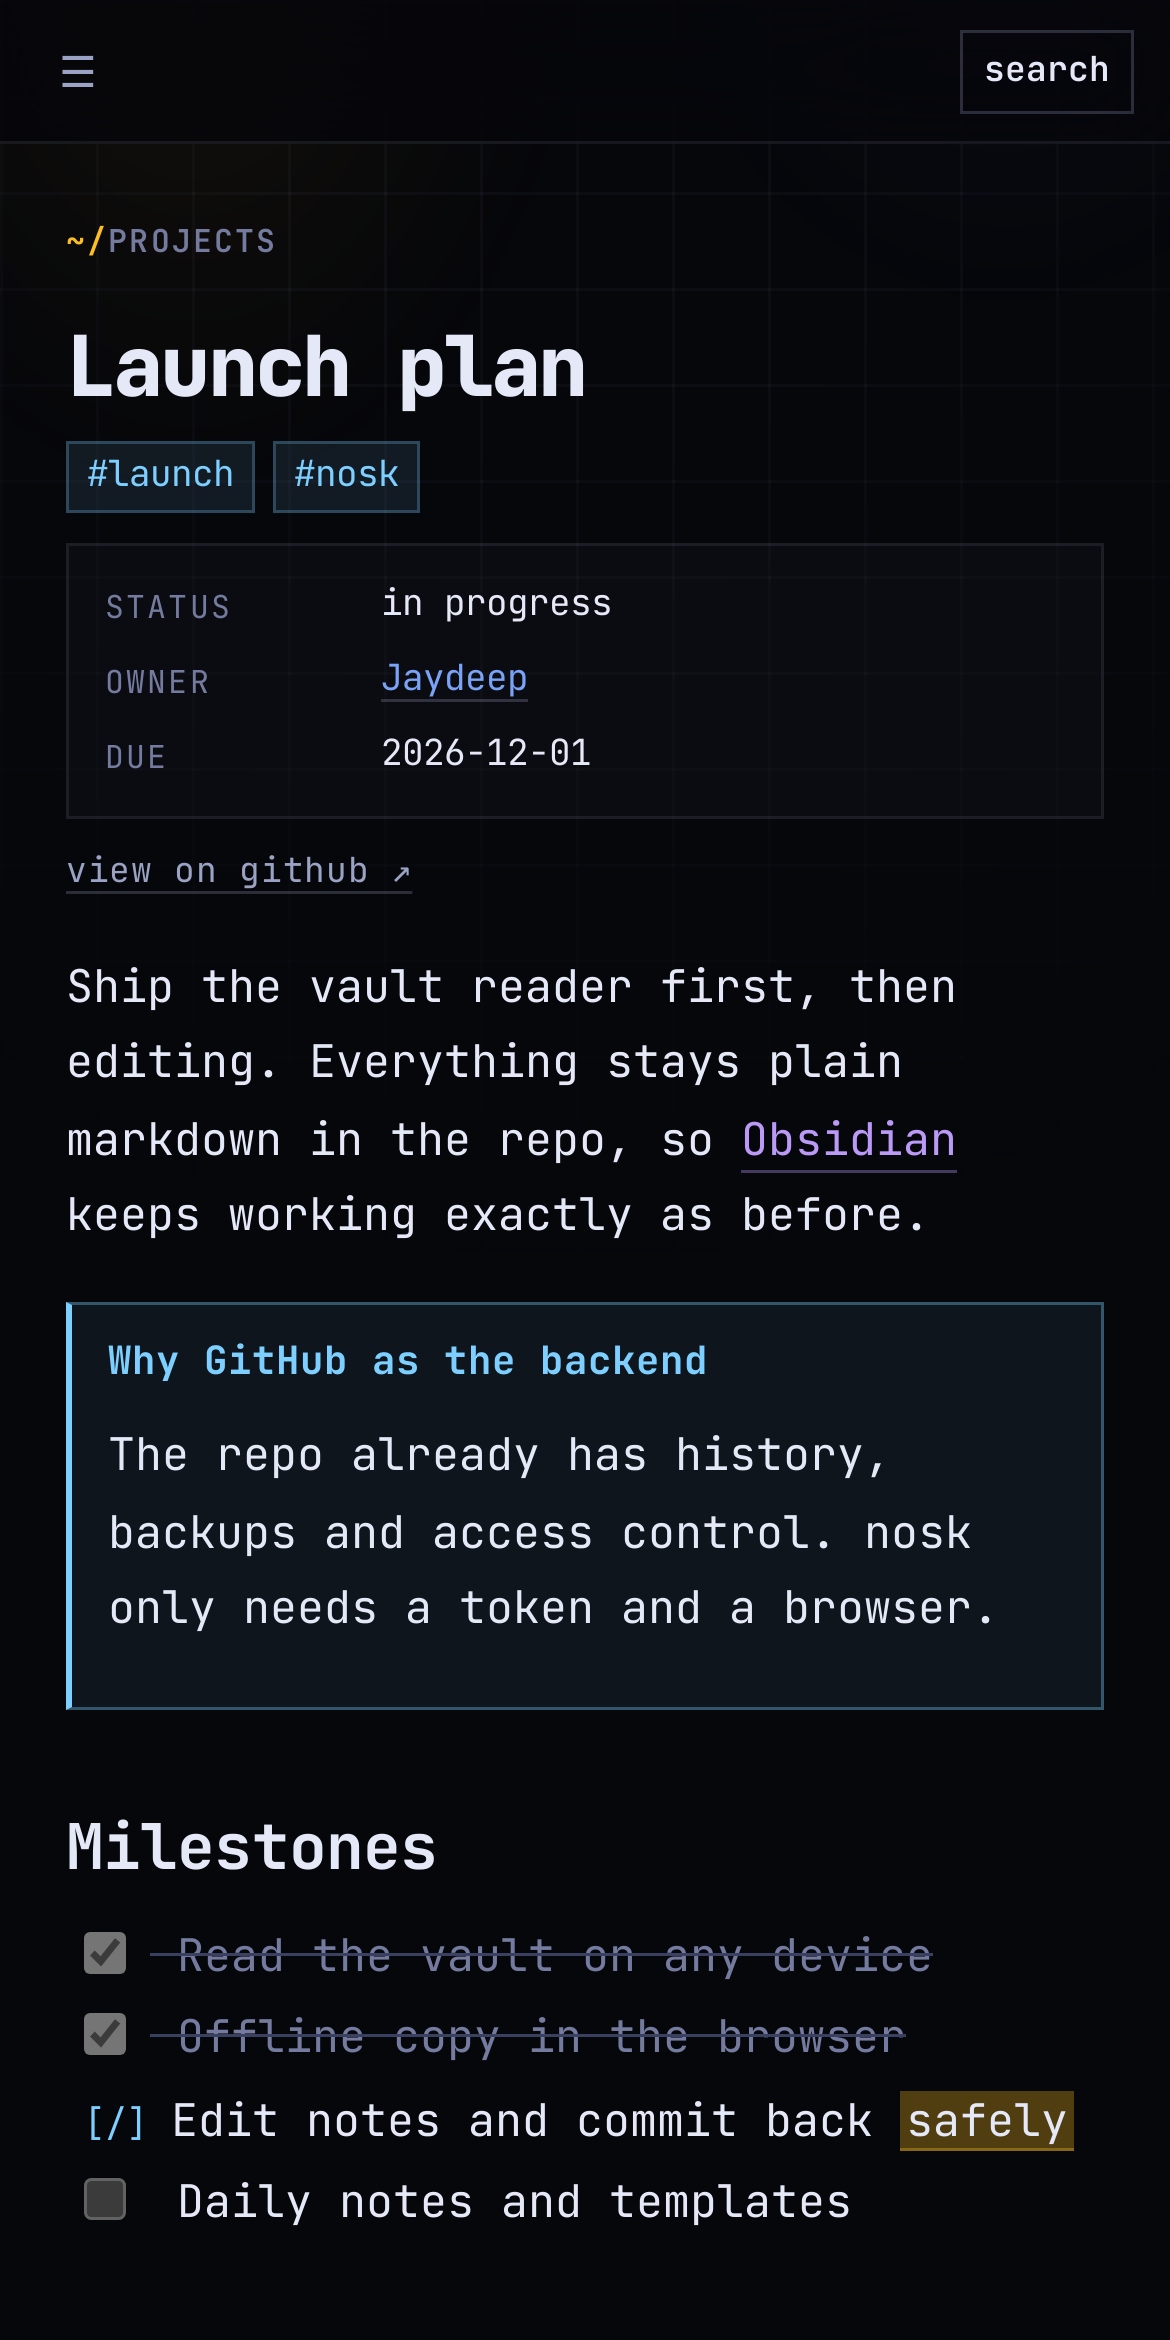 ☰ search
~/PROJECTS
Launch plan
#launch #nosk
STATUS in progress
OWNER Jaydeep
DUE 2026-12-01
view on github ↗
Ship the vault reader first, then
editing. Everything stays plain
markdown in the repo, so Obsidian
keeps working exactly as before.
Why GitHub as the backend
The repo already has history,
backups and access control. nosk
only needs a token and a browser.
Milestones
Read the vault on any device
Offline copy in the browser
[/] Edit notes and commit back safely
Daily notes and templates